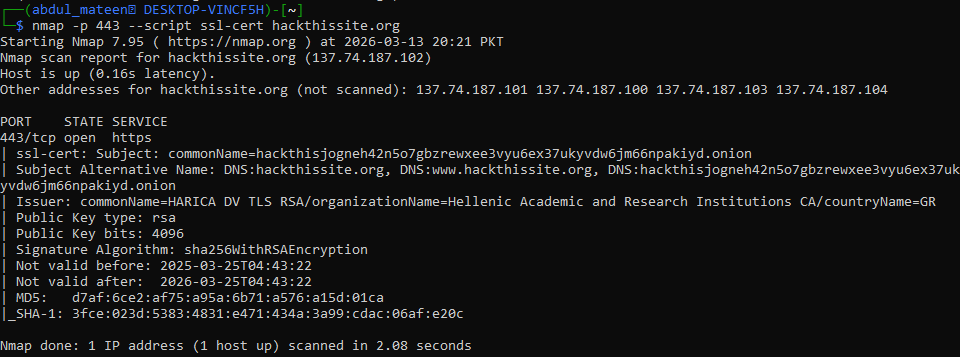 ┌──(abdul_mateen㉿ DESKTOP-VINCF5H)-[~]
└─$ nmap -p 443 --script ssl-cert hackthissite.org
Starting Nmap 7.95 ( https://nmap.org ) at 2026-03-13 20:21 PKT
Nmap scan report for hackthissite.org (137.74.187.102)
Host is up (0.16s latency).
Other addresses for hackthissite.org (not scanned): 137.74.187.101 137.74.187.100 137.74.187.103 137.74.187.104

PORT    STATE SERVICE
443/tcp open  https
| ssl-cert: Subject: commonName=hackthisjogneh42n5o7gbzrewxee3vyu6ex37ukyvdw6jm66npakiyd.onion
| Subject Alternative Name: DNS:hackthissite.org, DNS:www.hackthissite.org, DNS:hackthisjogneh42n5o7gbzrewxee3vyu6ex37uk
yvdw6jm66npakiyd.onion
| Issuer: commonName=HARICA DV TLS RSA/organizationName=Hellenic Academic and Research Institutions CA/countryName=GR
| Public Key type: rsa
| Public Key bits: 4096
| Signature Algorithm: sha256WithRSAEncryption
| Not valid before: 2025-03-25T04:43:22
| Not valid after:  2026-03-25T04:43:22
| MD5:   d7af:6ce2:af75:a95a:6b71:a576:a15d:01ca
|_SHA-1: 3fce:023d:5383:4831:e471:434a:3a99:cdac:06af:e20c

Nmap done: 1 IP address (1 host up) scanned in 2.08 seconds